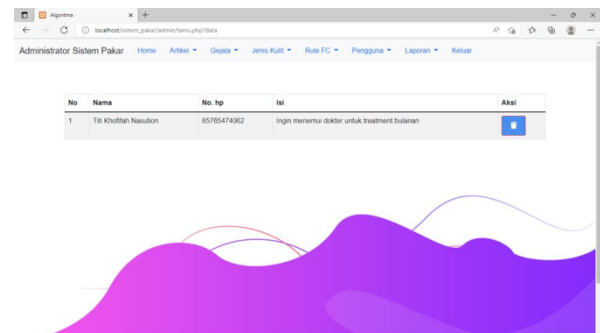 Algoritma
localhost/sistem_pakar/admin/tamu.php?data
Administrator Sistem Pakar Home Artikel Gejala Jenis Kulit Rule FC Pengguna Laporan Keluar
No Nama No. hp Isi Aksi
1 Titi Khofifah Nasution 85765474062 Ingin menemui dokter untuk treatment bulanan